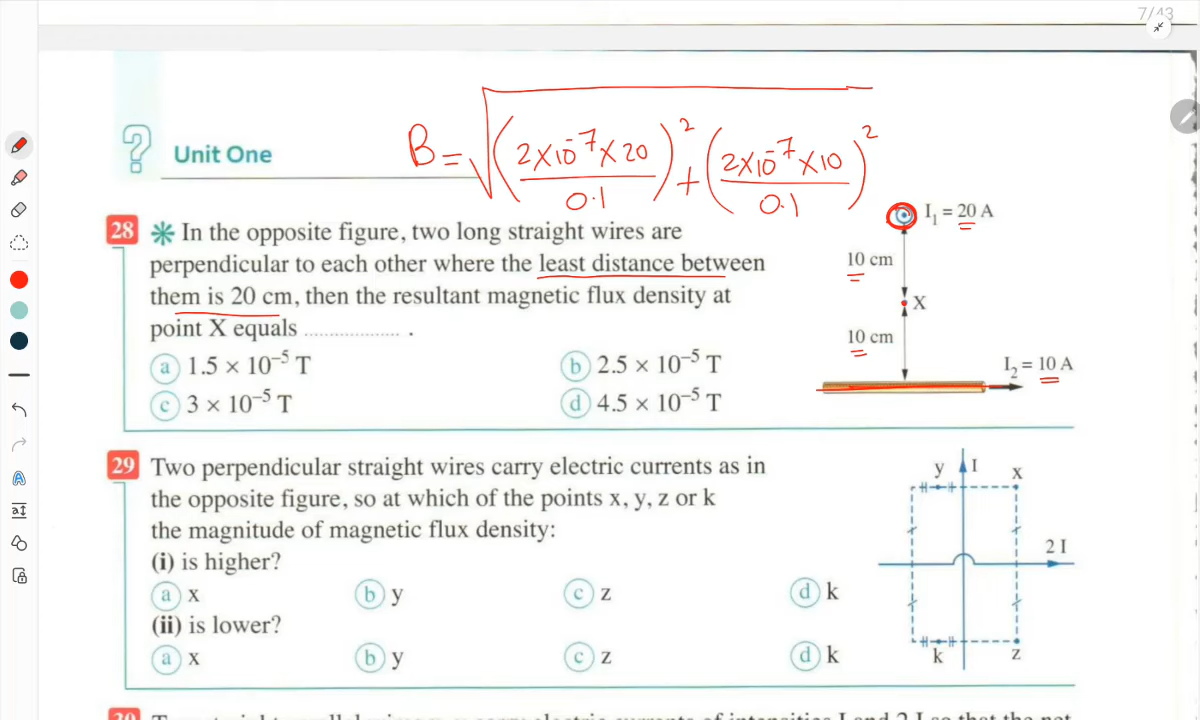 7/43
B = √((2×10⁻⁷×20)/0.1)² + ((2×10⁻⁷×10)/0.1)²
? Unit One
28 ✳ In the opposite figure, two long straight wires are
perpendicular to each other where the least distance between
them is 20 cm, then the resultant magnetic flux density at
point X equals .................. .
a 1.5 × 10⁻⁵ T
b 2.5 × 10⁻⁵ T
c 3 × 10⁻⁵ T
d 4.5 × 10⁻⁵ T
I₁ = 20 A
10 cm
X
10 cm
I₂ = 10 A
29 Two perpendicular straight wires carry electric currents as in
the opposite figure, so at which of the points x, y, z or k
the magnitude of magnetic flux density:
(i) is higher?
a x
b y
c z
d k
(ii) is lower?
a x
b y
c z
d k
y I x
2 I
k z